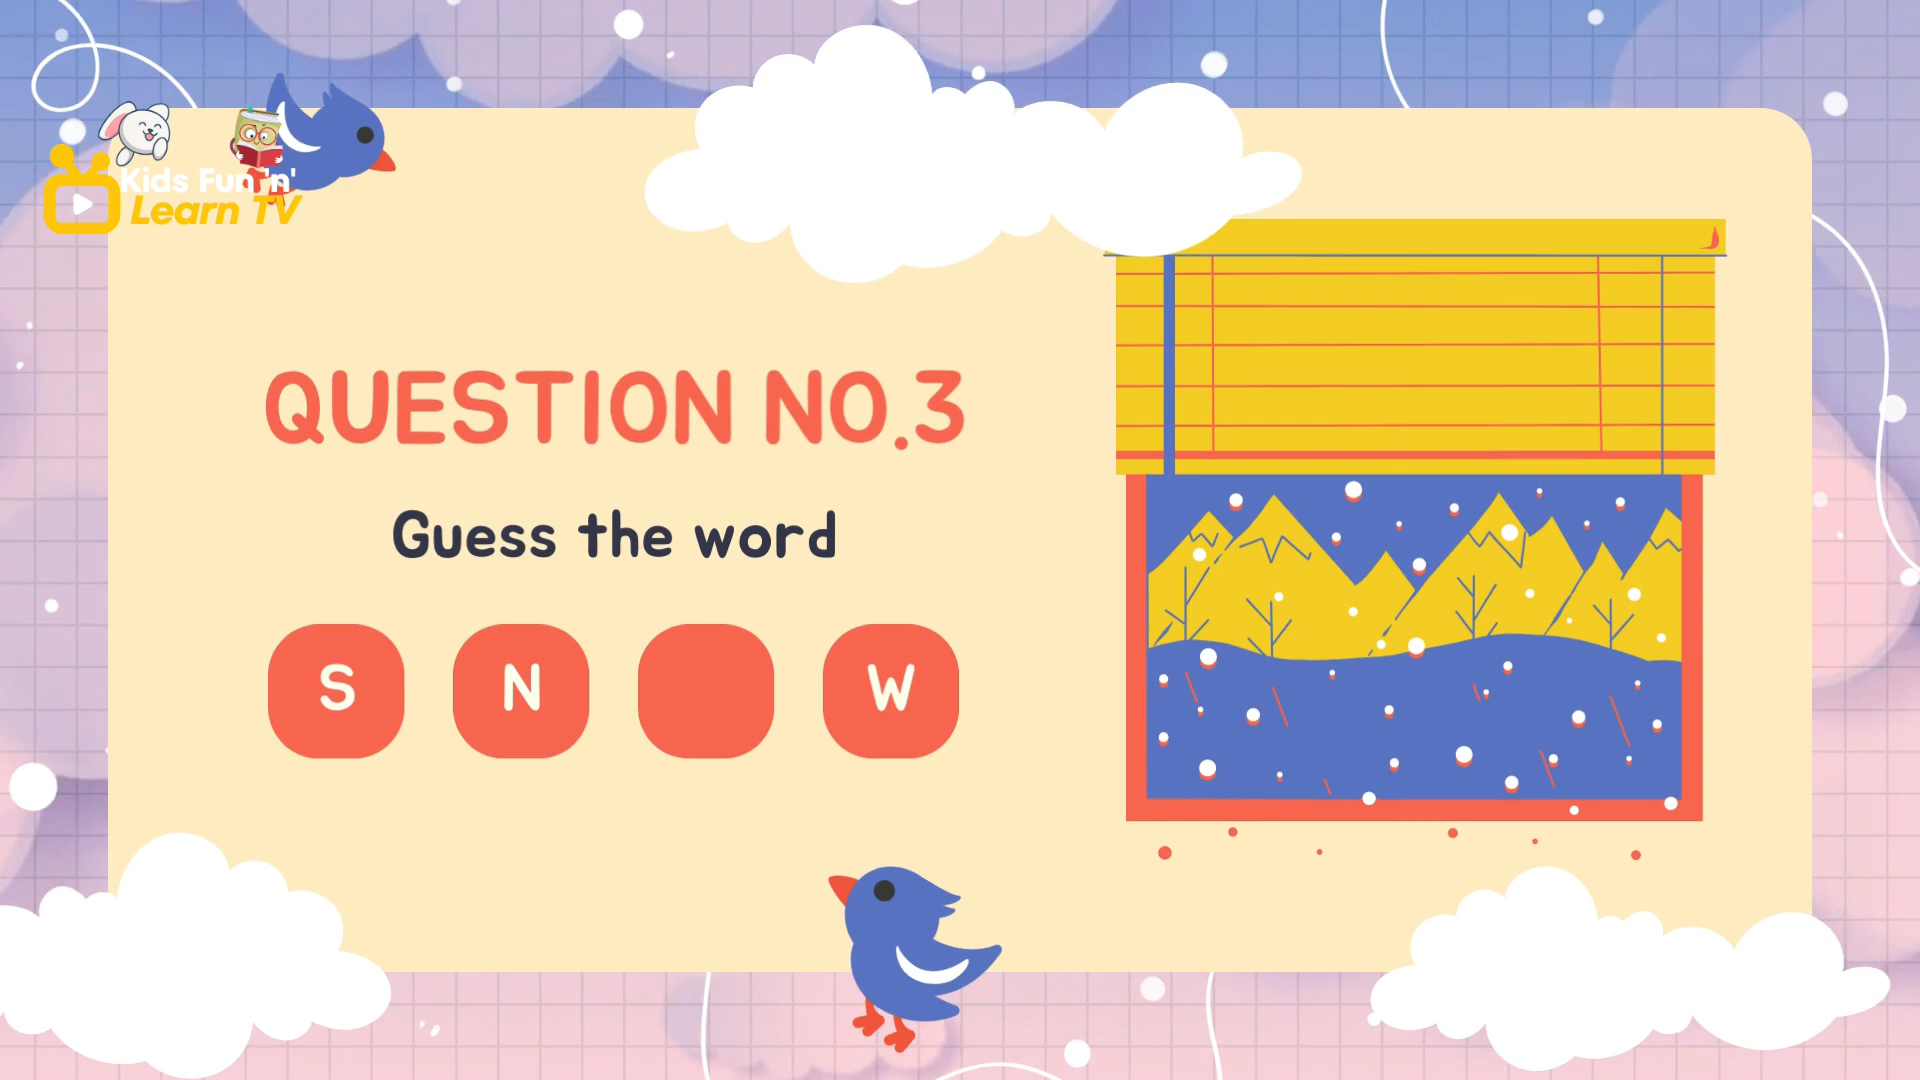 Kids Fun 'n'
Learn TV
QUESTION NO.3
Guess the word
S N W